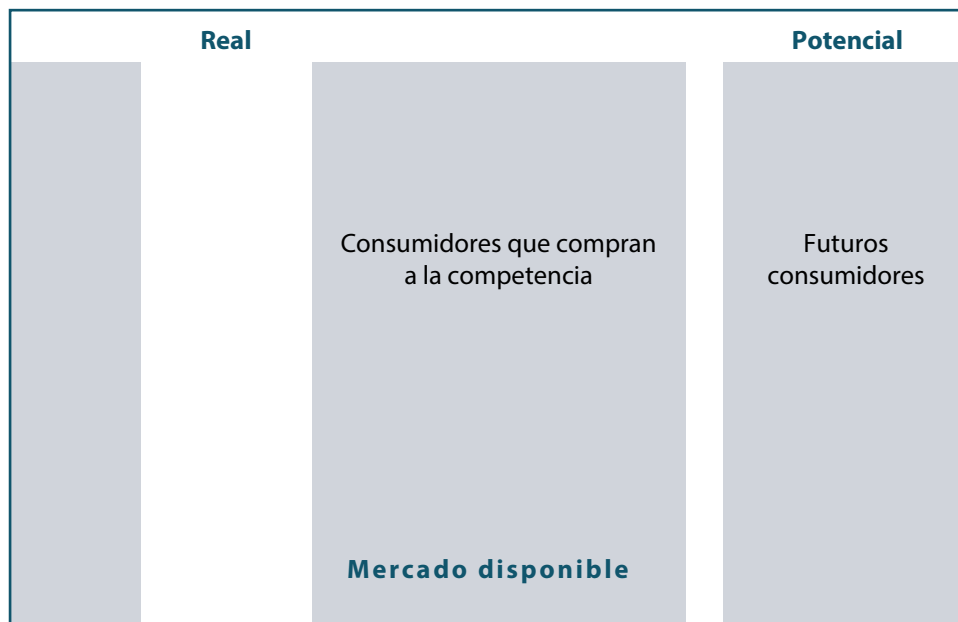 Real
Potencial
Consumidores que compran
a la competencia
Futuros
consumidores
Mercado disponible